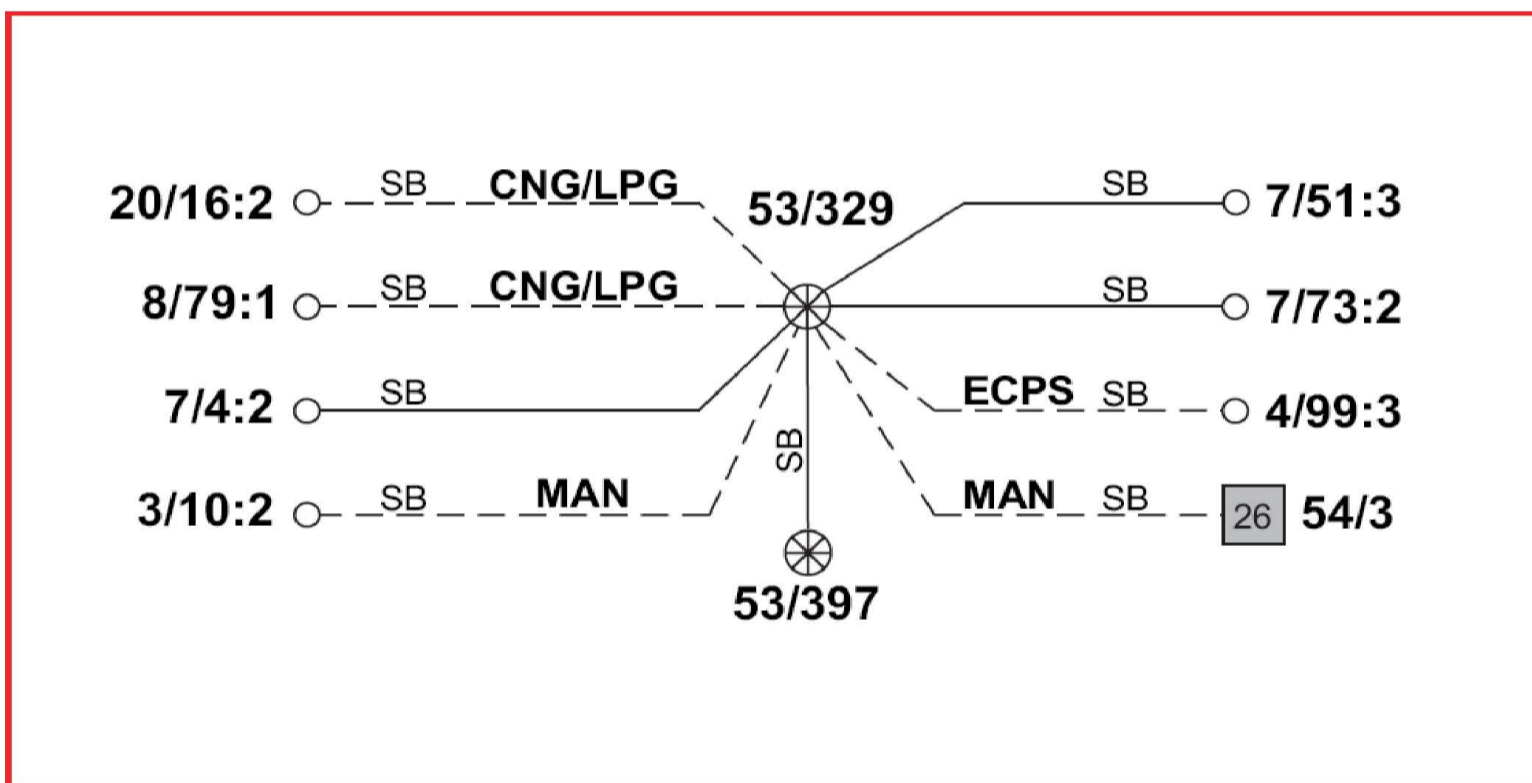 20/16:2 SB CNG/LPG 53/329 SB 7/51:3
8/79:1 SB CNG/LPG SB 7/73:2
7/4:2 SB ECPS SB 4/99:3
SB
3/10:2 SB MAN MAN SB 26 54/3
53/397